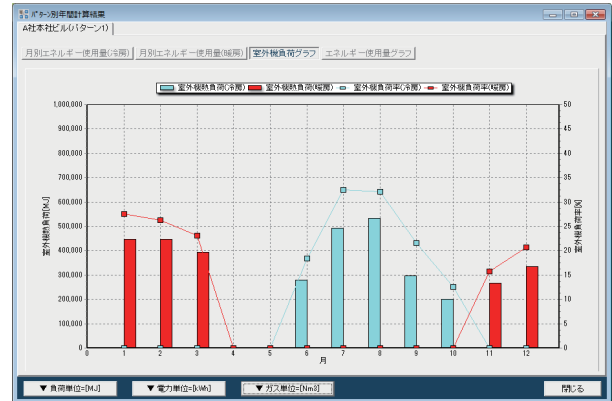 パターン別年間計算結果
A社本社ビル(パターン1)
月別エネルギー使用量(冷房) 月別エネルギー使用量(暖房) 室外機負荷グラフ エネルギー使用量グラフ
室外機熱負荷(冷房) 室外機熱負荷(暖房) 室外機負荷率(冷房) 室外機負荷率(暖房)
1,000,000 50
900,000 45
800,000 40
700,000 35
600,000 30
500,000 25
400,000 20
300,000 15
200,000 10
100,000 5
0 0
室外機熱負荷[MJ]
室外機負荷率[%]
0 1 2 3 4 5 6 7 8 9 10 11 12
月
▼ 負荷単位=[MJ] ▼ 電力単位=[kWh] ▼ ガス単位=[Nm3] 閉じる